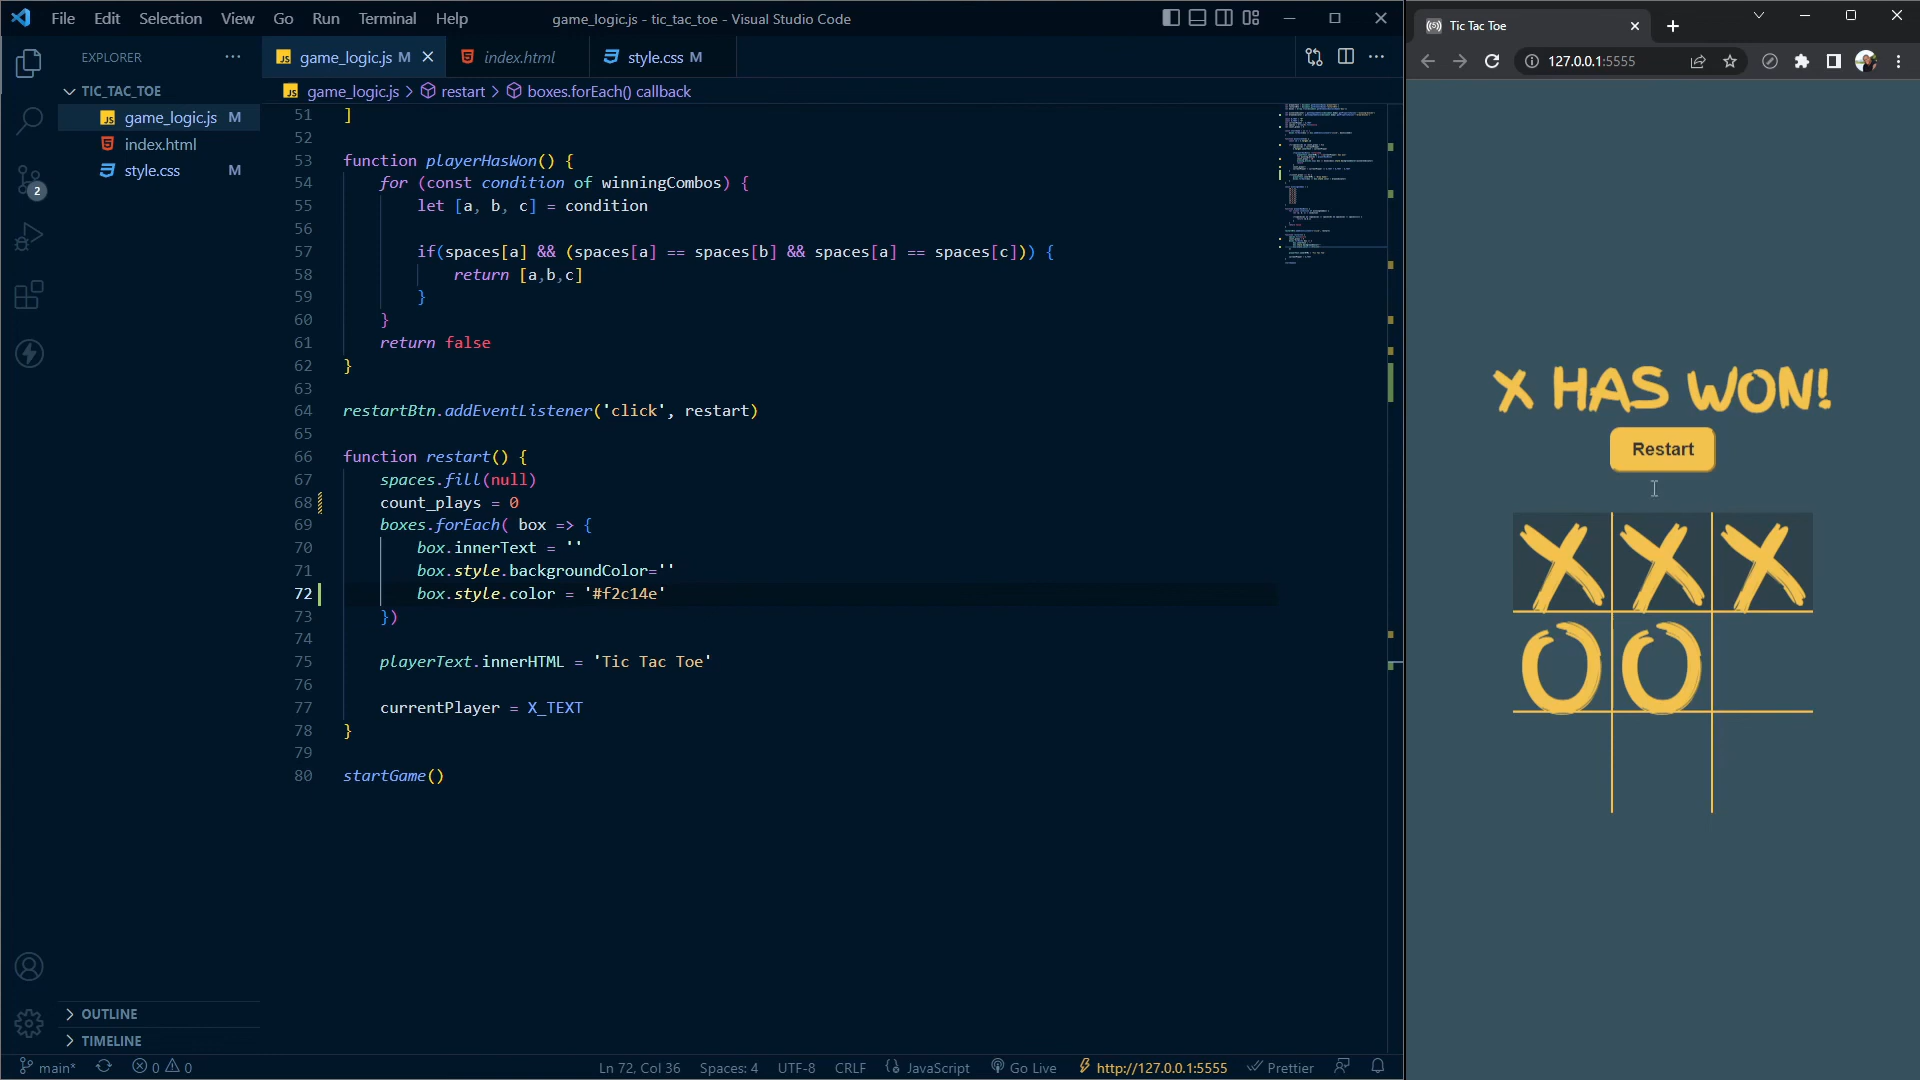 File Edit Selection View Go Run Terminal Help
game_logic.js - tic_tac_toe - Visual Studio Code
EXPLORER
TIC_TAC_TOE
game_logic.js M
index.html
style.css M
2
OUTLINE
TIMELINE
game_logic.js M
index.html
style.css M
game_logic.js > restart > boxes.forEach() callback
51 ]
52
53 function playerHasWon() {
54 for (const condition of winningCombos) {
55 let [a, b, c] = condition
56
57 if(spaces[a] && (spaces[a] == spaces[b] && spaces[a] == spaces[c])) {
58 return [a,b,c]
59 }
60 }
61 return false
62 }
63
64 restartBtn.addEventListener('click', restart)
65
66 function restart() {
67 spaces.fill(null)
68 count_plays = 0
69 boxes.forEach( box => {
70 box.innerText = ''
71 box.style.backgroundColor=''
72 box.style.color = '#f2c14e'
73 })
74
75 playerText.innerHTML = 'Tic Tac Toe'
76
77 currentPlayer = X_TEXT
78 }
79
80 startGame()
main* 0 0 Ln 72, Col 36 Spaces: 4 UTF-8 CRLF JavaScript Go Live http://127.0.0.1:5555 Prettier
Tic Tac Toe
127.0.0.1:5555
X HAS WON!
Restart
X X X
O O